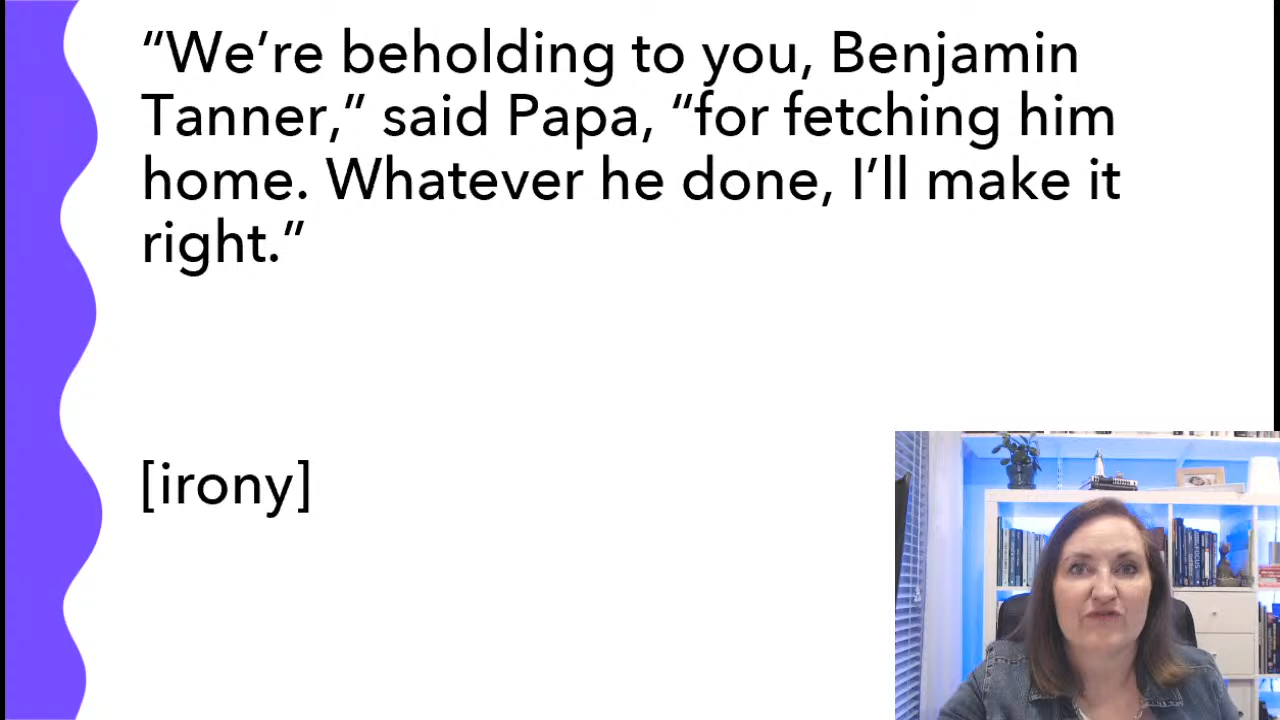 “We’re beholding to you, Benjamin
Tanner,” said Papa, “for fetching him
home. Whatever he done, I’ll make it
right.”
[irony]
FOCUS